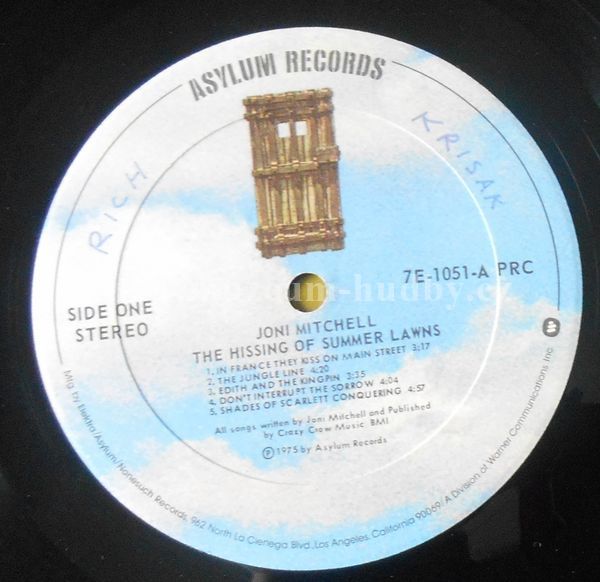 ASYLUM RECORDS
RICH
KRISAK
7E-1051-A PRC
SIDE ONE
STEREO
JONI MITCHELL
THE HISSING OF SUMMER LAWNS
1. IN FRANCE THEY KISS ON MAIN STREET 3:17
2. THE JUNGLE LINE 4:20
3. EDITH AND THE KINGPIN 3:35
4. DON'T INTERRUPT THE SORROW 4:04
5. SHADES OF SCARLETT CONQUERING 4:57
All songs written by Joni Mitchell and Published
by Crazy Crow Music BMI
Ⓟ 1975 by Asylum Records
Mfg. by Elektra/Asylum/Nonesuch Records, 962 North La Cienega Blvd., Los Angeles, California 90069/A Division of Warner Communications Inc.